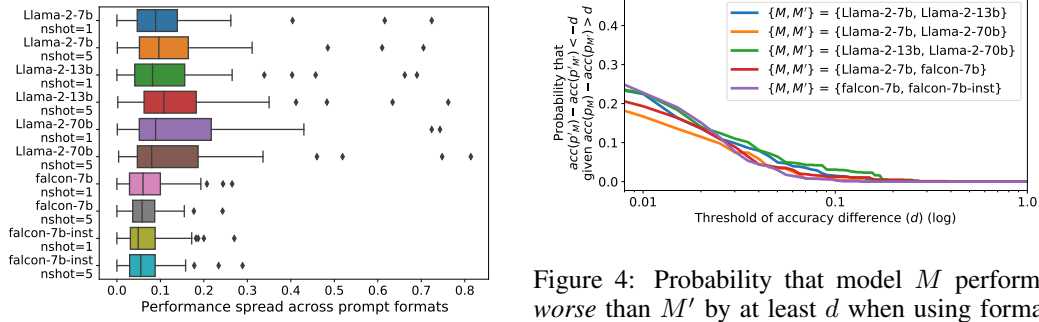 Llama-2-7b
nshot=1
Llama-2-7b
nshot=5
Llama-2-13b
nshot=1
Llama-2-13b
nshot=5
Llama-2-70b
nshot=1
Llama-2-70b
nshot=5
falcon-7b
nshot=1
falcon-7b
nshot=5
falcon-7b-inst
nshot=1
falcon-7b-inst
nshot=5
0.0 0.1 0.2 0.3 0.4 0.5 0.6 0.7 0.8
Performance spread across prompt formats
Probability that
acc(p′_M) − acc(p′_M′) < −d
given acc(p_M) − acc(p_M′) > d
0.4
0.3
0.2
0.1
0.0
{M, M′} = {Llama-2-7b, Llama-2-13b}
{M, M′} = {Llama-2-7b, Llama-2-70b}
{M, M′} = {Llama-2-13b, Llama-2-70b}
{M, M′} = {Llama-2-7b, falcon-7b}
{M, M′} = {falcon-7b, falcon-7b-inst}
0.01 0.1 1.0
Threshold of accuracy difference (d) (log)
Figure 4: Probability that model M perform
worse than M′ by at least d when using forma